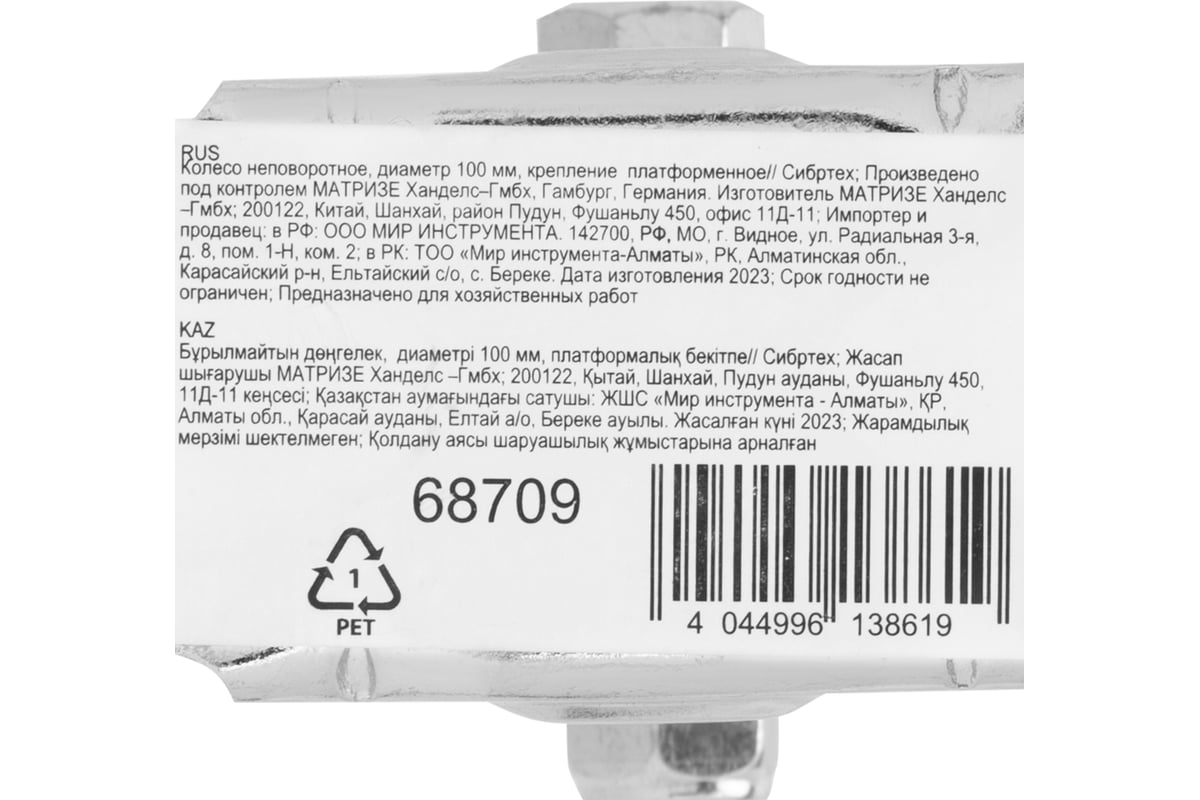 RUS
Колесо неповоротное, диаметр 100 мм, крепление платформенное// Сибртех; Произведено
под контролем МАТРИЗЕ Ханделс–Гмбх, Гамбург, Германия. Изготовитель МАТРИЗЕ Ханделс
–Гмбх; 200122, Китай, Шанхай, район Пудун, Фушаньлу 450, офис 11Д-11; Импортер и
продавец: в РФ: ООО МИР ИНСТРУМЕНТА. 142700, РФ, МО, г. Видное, ул. Радиальная 3-я,
д. 8, пом. 1-Н, ком. 2; в РК: ТОО «Мир инструмента-Алматы», РК, Алматинская обл.,
Карасайский р-н, Ельтайский с/о, с. Береке. Дата изготовления 2023; Срок годности не
ограничен; Предназначено для хозяйственных работ
KAZ
Бұрылмайтын дөңгелек, диаметрі 100 мм, платформалық бекітпе// Сибртех; Жасап
шығарушы МАТРИЗЕ Ханделс –Гмбх; 200122, Қытай, Шанхай, Пудун ауданы, Фушаньлу 450,
11Д-11 кеңсесі; Қазақстан аумағындағы сатушы: ЖШС «Мир инструмента - Алматы», ҚР,
Алматы обл., Қарасай ауданы, Елтай а/о, Береке ауылы. Жасалған күні 2023; Жарамдылық
мерзімі шектелмеген; Қолдану аясы шаруашылық жұмыстарына арналған
68709
1
PET
4 044996 138619